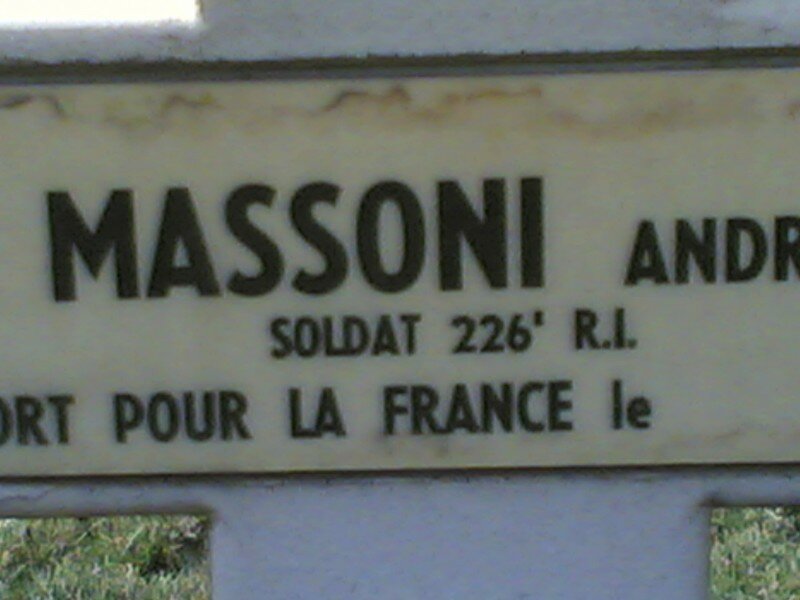 MASSONI ANDR
SOLDAT 226' R.I.
ORT POUR LA FRANCE le